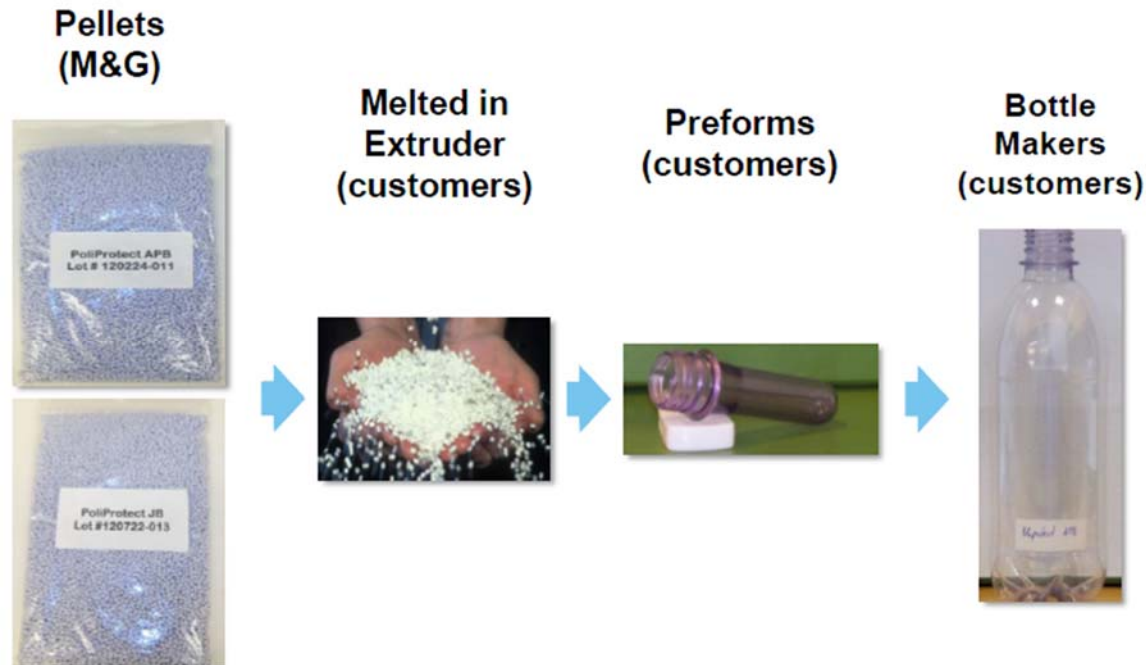 Pellets
(M&G)
Melted in
Extruder
(customers)
Preforms
(customers)
Bottle
Makers
(customers)
PoliProtect APB
Lot # 120224-011
PoliProtect JB
Lot #120722-013